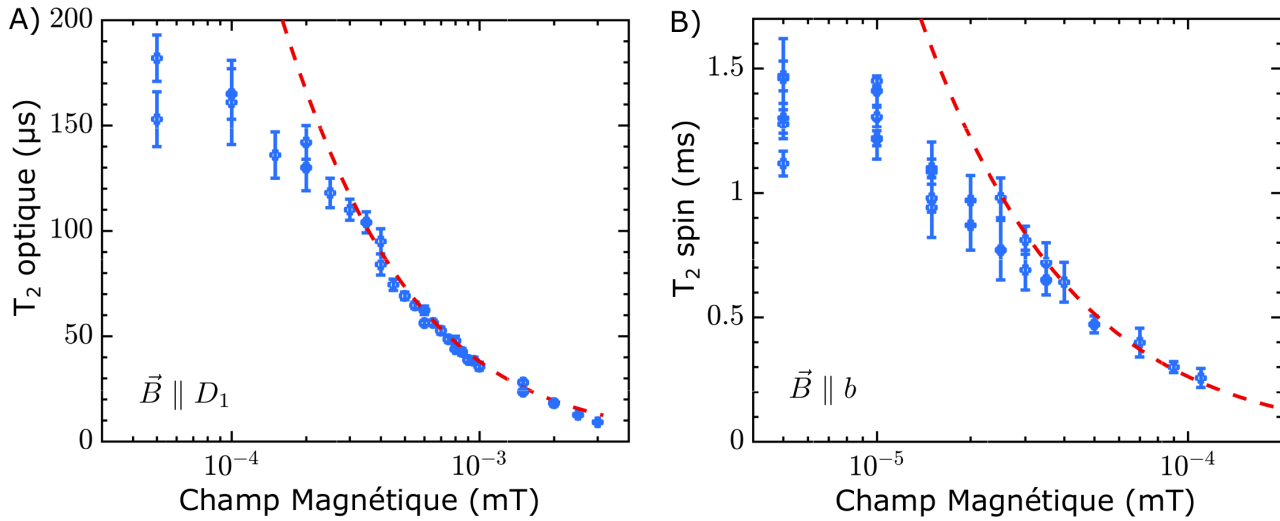 A)
T₂ optique (μs)
200
150
100
50
0
10⁻⁴
10⁻³
Champ Magnétique (mT)
B⃗ ∥ D₁
B)
T₂ spin (ms)
1.5
1
0.5
0
10⁻⁵
10⁻⁴
Champ Magnétique (mT)
B⃗ ∥ b